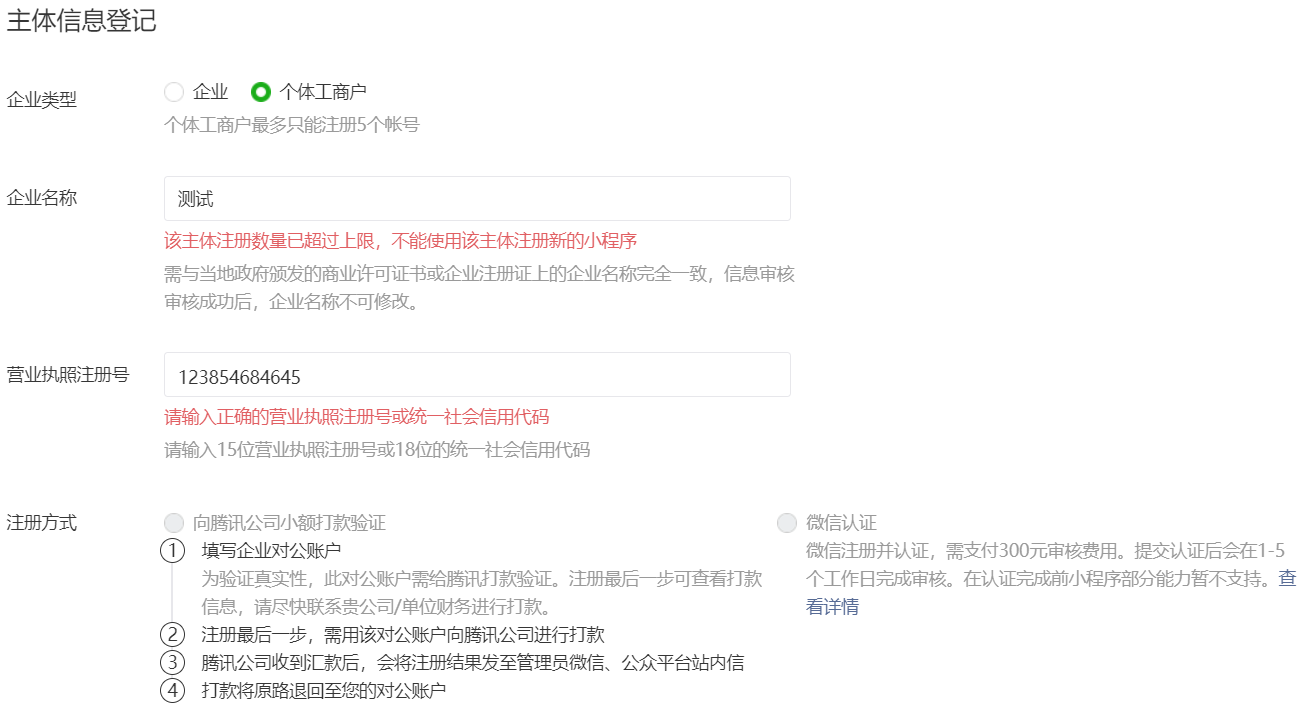 主体信息登记
企业类型
企业 个体工商户
个体工商户最多只能注册5个帐号
企业名称
测试
该主体注册数量已超过上限，不能使用该主体注册新的小程序
需与当地政府颁发的商业许可证书或企业注册证上的企业名称完全一致，信息审核
审核成功后，企业名称不可修改。
营业执照注册号
123854684645
请输入正确的营业执照注册号或统一社会信用代码
请输入15位营业执照注册号或18位的统一社会信用代码
注册方式
向腾讯公司小额打款验证
① 填写企业对公账户
为验证真实性，此对公账户需给腾讯打款验证。注册最后一步可查看打款
信息，请尽快联系贵公司/单位财务进行打款。
② 注册最后一步，需用该对公账户向腾讯公司进行打款
③ 腾讯公司收到汇款后，会将注册结果发至管理员微信、公众平台站内信
④ 打款将原路退回至您的对公账户
微信认证
微信注册并认证，需支付300元审核费用。提交认证后会在1-5
个工作日完成审核。在认证完成前小程序部分能力暂不支持。查
看详情